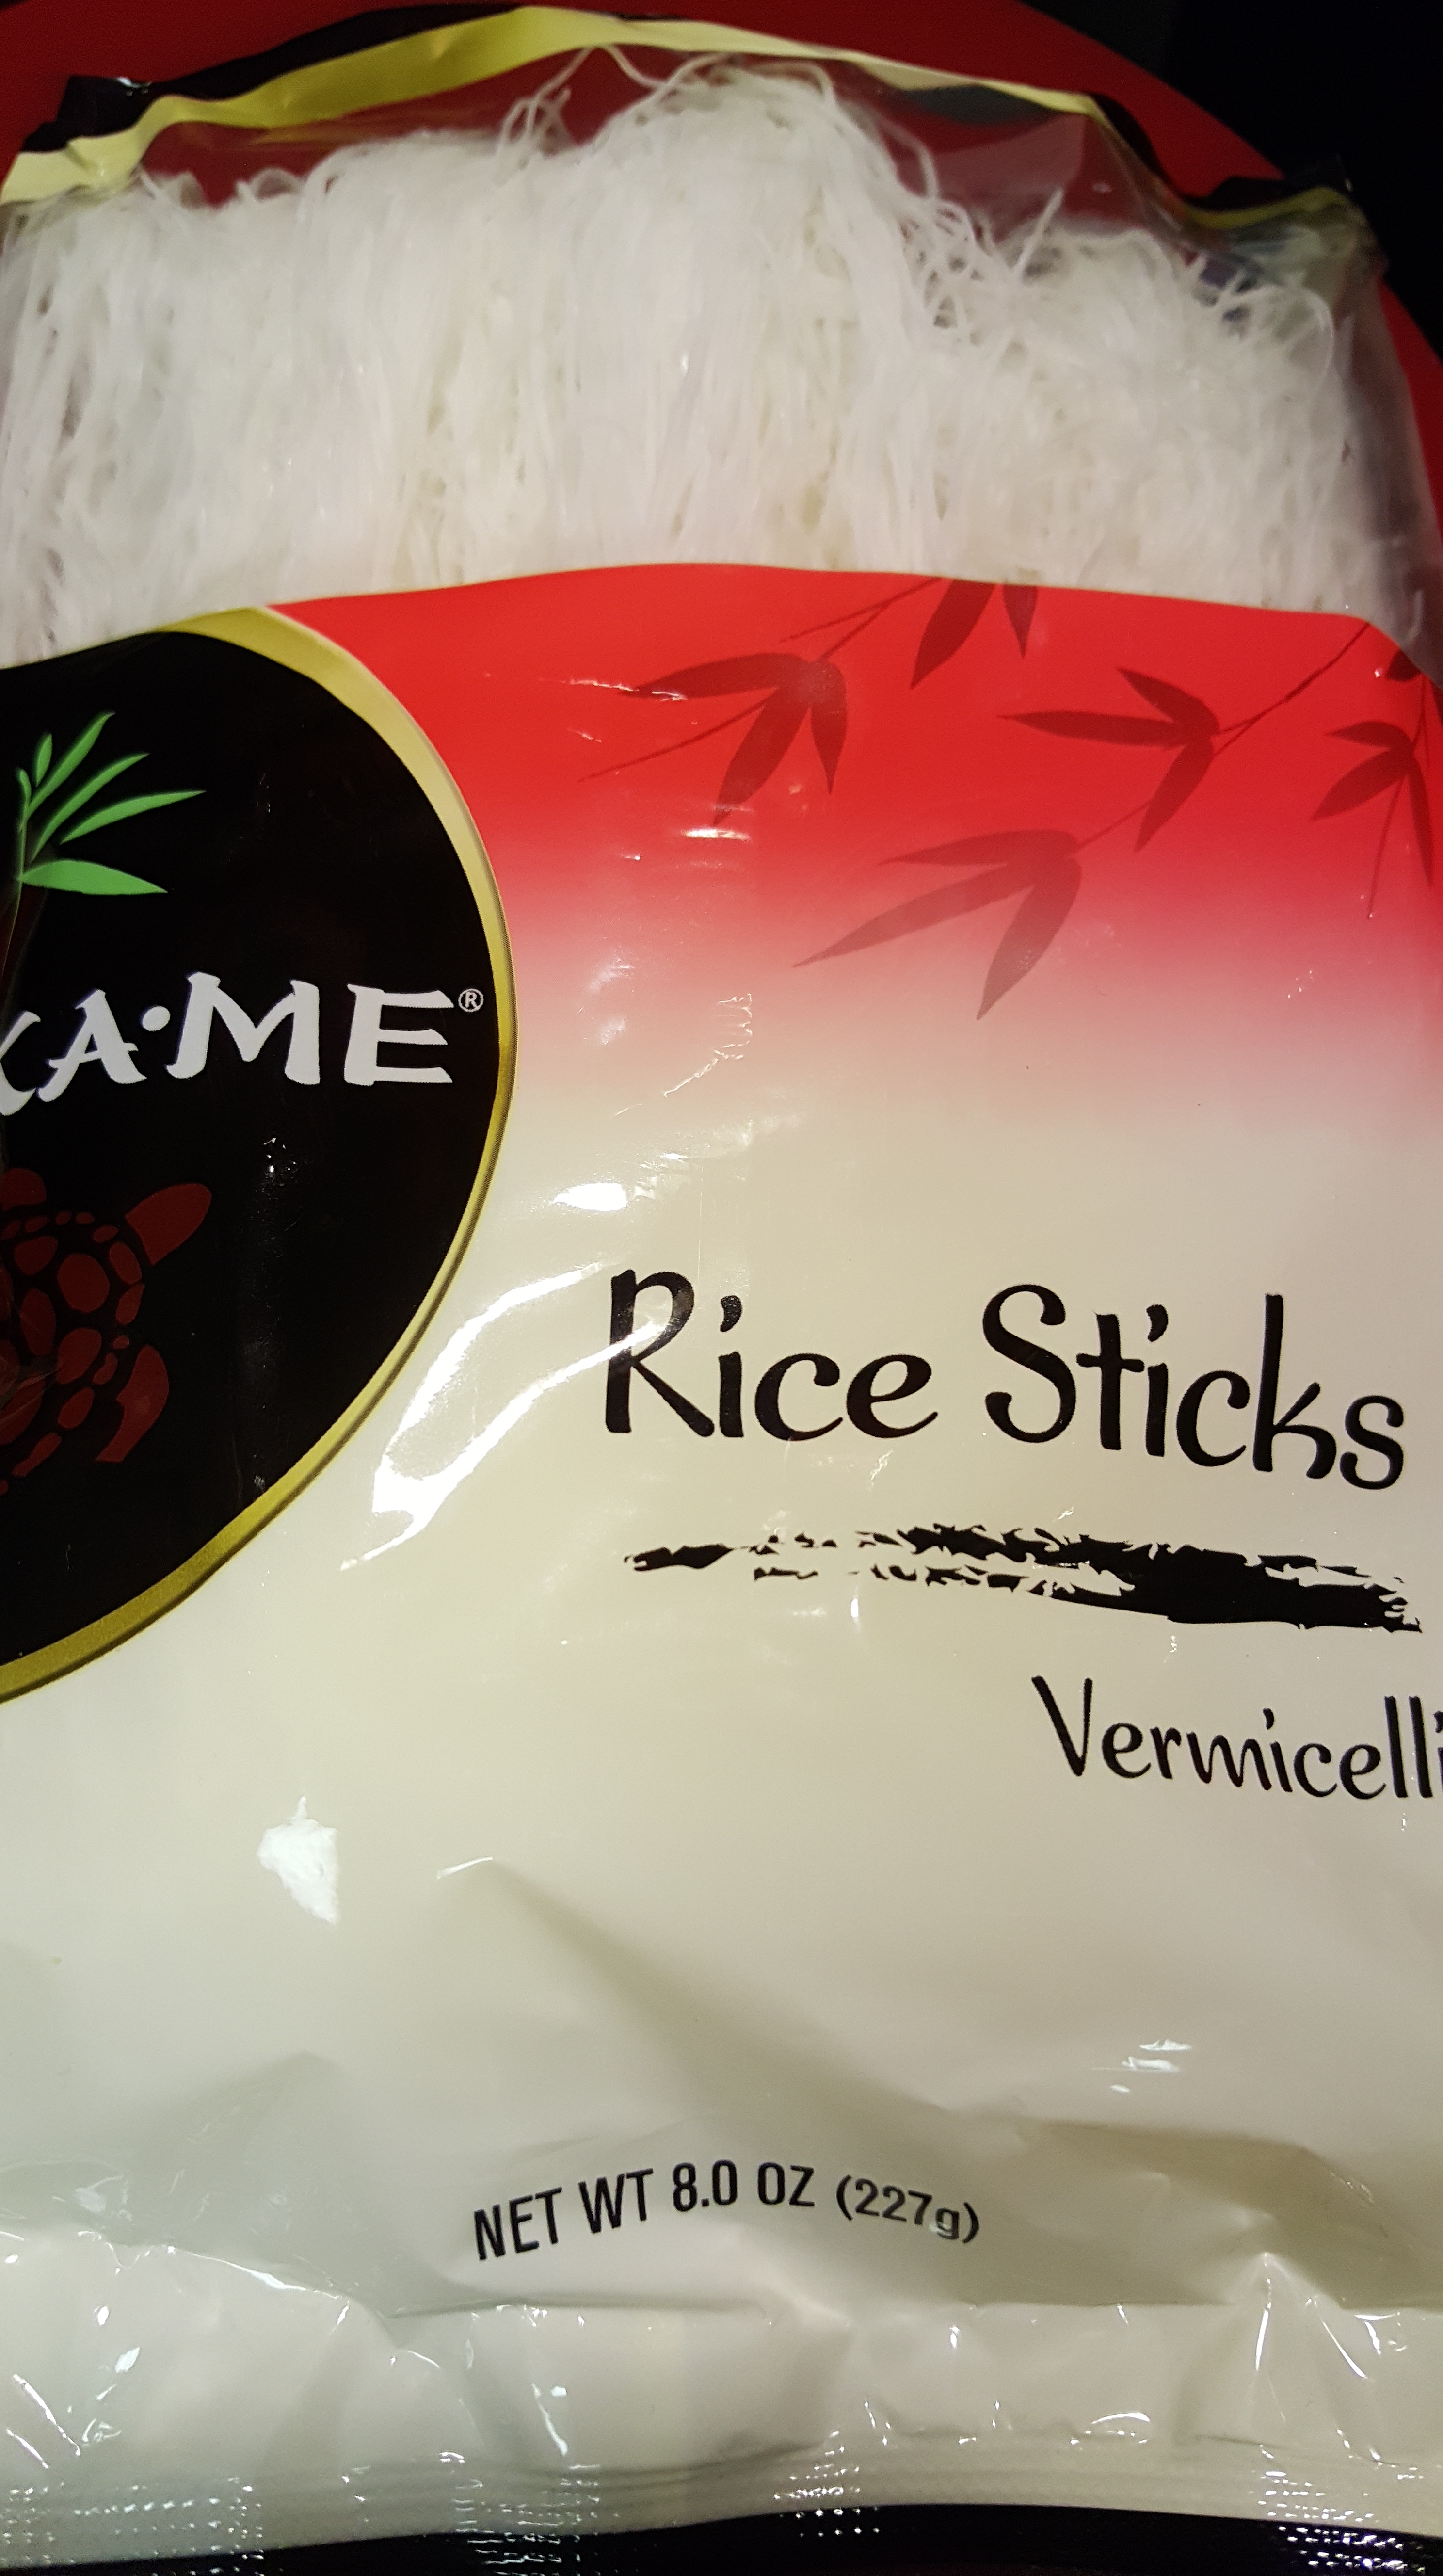 KA·ME®
Rice Sticks
Vermicelli
NET WT 8.0 OZ (227g)